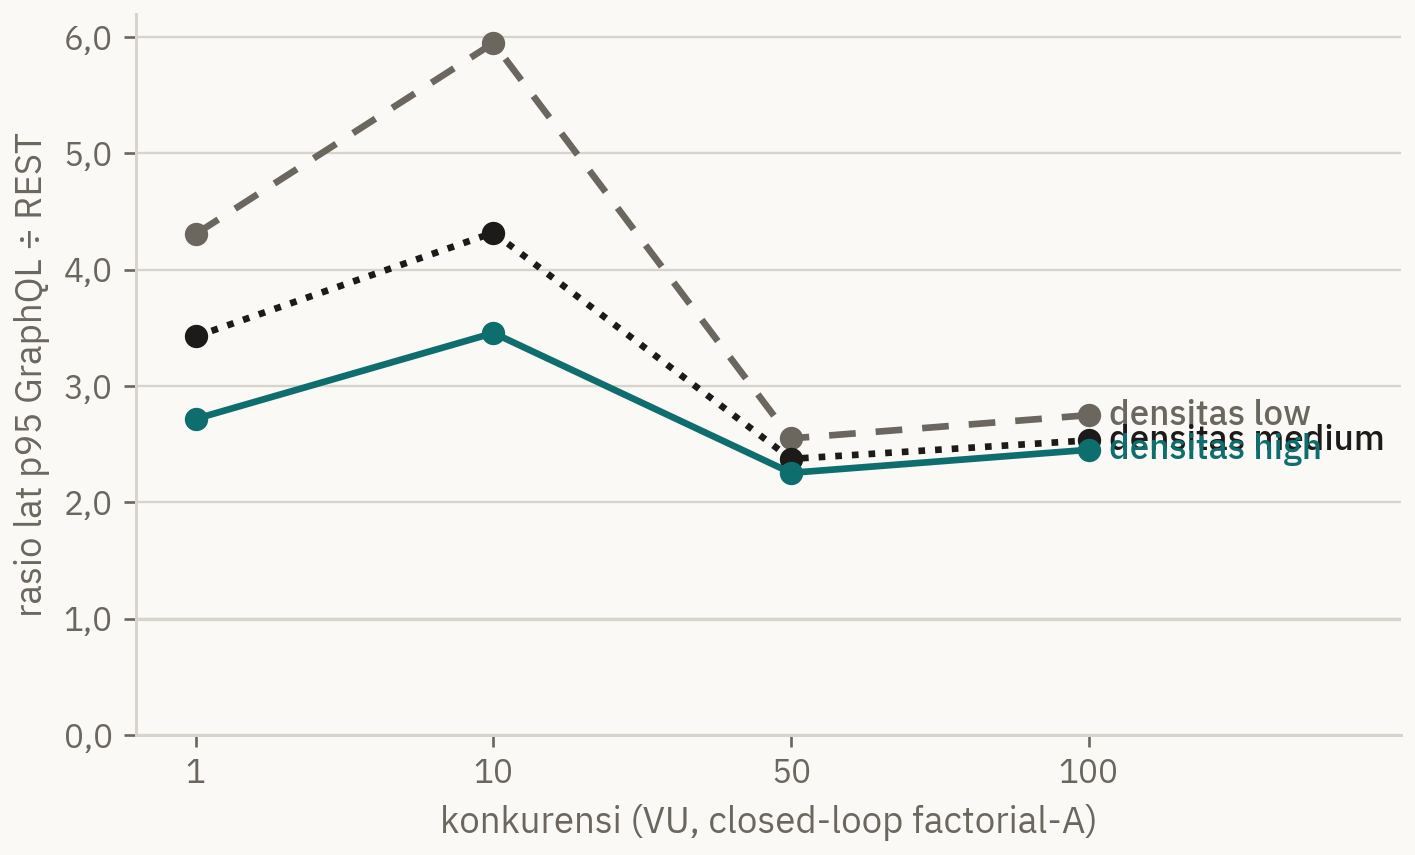 rasio lat p95 GraphQL ÷ REST
6,0
5,0
4,0
3,0
2,0
1,0
0,0
densitas low
densitas medium
densitas high
1 10 50 100
konkurensi (VU, closed-loop factorial-A)